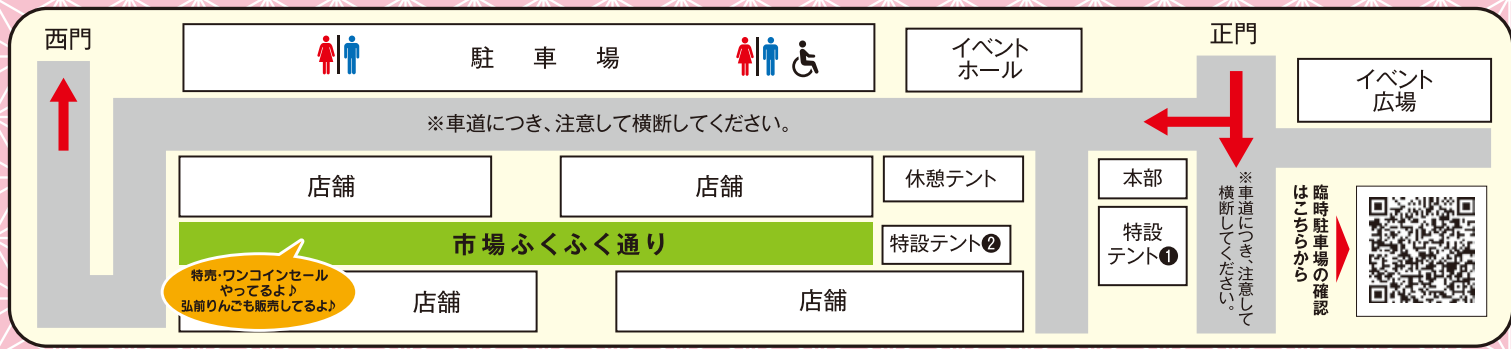 西門
駐車場
イベント
ホール
正門
イベント
広場
※車道につき、注意して横断してください。
店舗
店舗
休憩テント
本部
市場ふくふく通り
特設テント❷
特設
テント❶
※車道につき、注意して
横断してください。
臨時駐車場の確認
はこちらから
特売・ワンコインセール
やってるよ♪
弘前りんごも販売してるよ♪
店舗
店舗